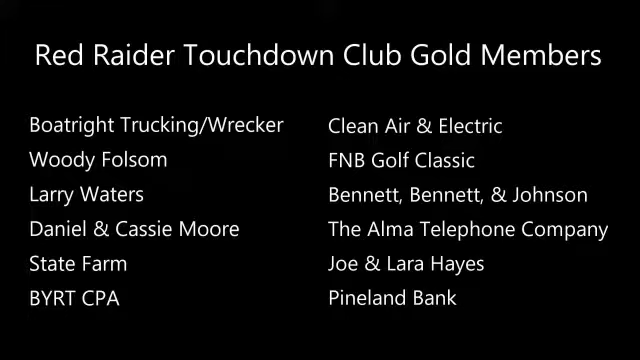 Red Raider Touchdown Club Gold Members
Boatright Trucking/Wrecker
Woody Folsom
Larry Waters
Daniel & Cassie Moore
State Farm
BYRT CPA
Clean Air & Electric
FNB Golf Classic
Bennett, Bennett, & Johnson
The Alma Telephone Company
Joe & Lara Hayes
Pineland Bank